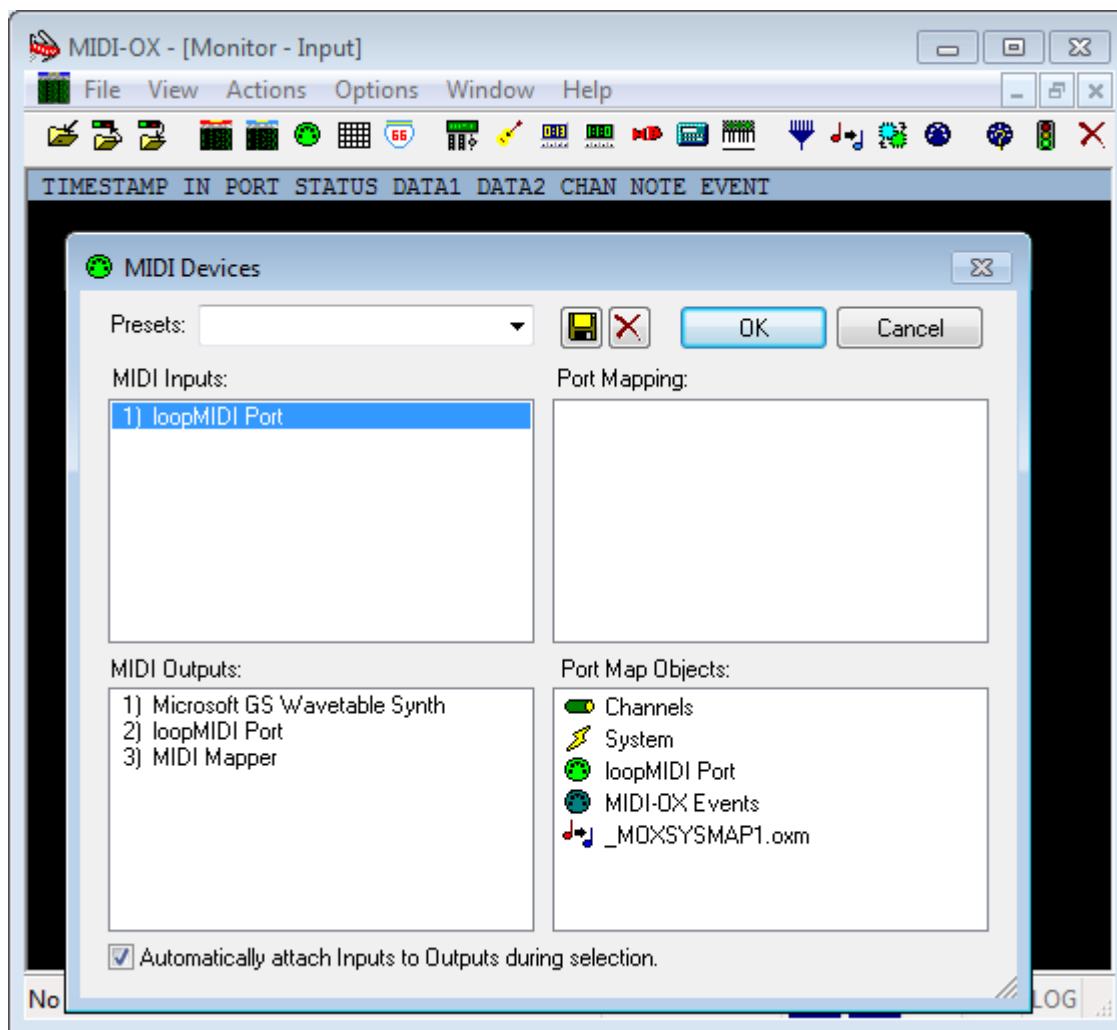 MIDI-OX - [Monitor - Input]
File View Actions Options Window Help
66
TIMESTAMP IN PORT STATUS DATA1 DATA2 CHAN NOTE EVENT
MIDI Devices
Presets:
OK
Cancel
MIDI Inputs:
1) loopMIDI Port
Port Mapping:
MIDI Outputs:
1) Microsoft GS Wavetable Synth
2) loopMIDI Port
3) MIDI Mapper
Port Map Objects:
Channels
System
loopMIDI Port
MIDI-OX Events
_MOXSYSMAP1.oxm
Automatically attach Inputs to Outputs during selection.
No
LOG